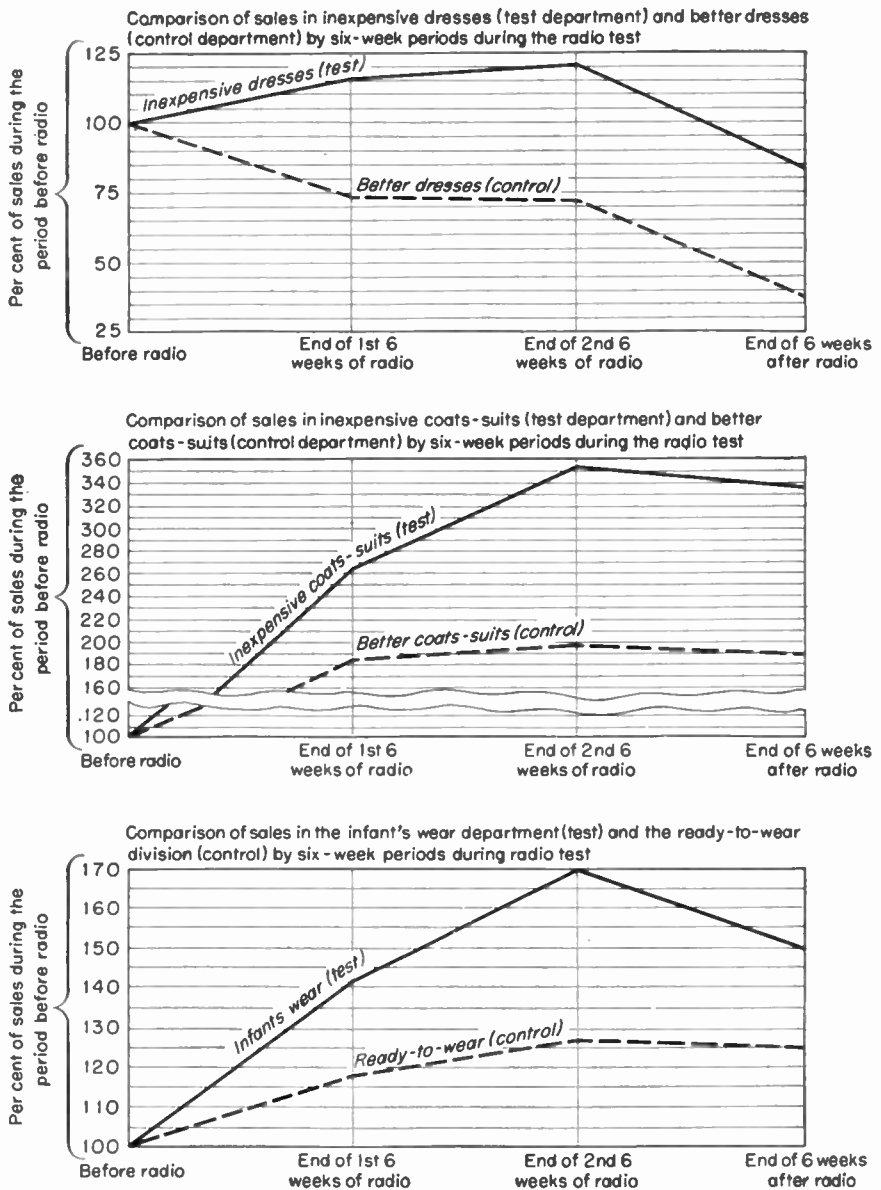 Comparison of sales in inexpensive dresses (test department) and better dresses
(control department) by six-week periods during the radio test
Per cent of sales during the
period before radio
125
100
75
50
25
Inexpensive dresses (test)
Better dresses (control)
Before radio
End of 1st 6
weeks of radio
End of 2nd 6
weeks of radio
End of 6 weeks
after radio
Comparison of sales in inexpensive coats-suits (test department) and better
coats-suits (control department) by six-week periods during the radio test
Per cent of sales during the
period before radio
360
340
320
300
280
260
240
220
200
180
160
120
100
Inexpensive coats-suits (test)
Better coats-suits (control)
Before radio
End of 1st 6
weeks of radio
End of 2nd 6
weeks of radio
End of 6 weeks
after radio
Comparison of sales in the infant's wear department (test) and the ready-to-wear
division (control) by six-week periods during radio test
Per cent of sales during the
period before radio
170
160
150
140
130
120
110
100
Infants wear (test)
Ready-to-wear (control)
Before radio
End of 1st 6
weeks of radio
End of 2nd 6
weeks of radio
End of 6 weeks
after radio